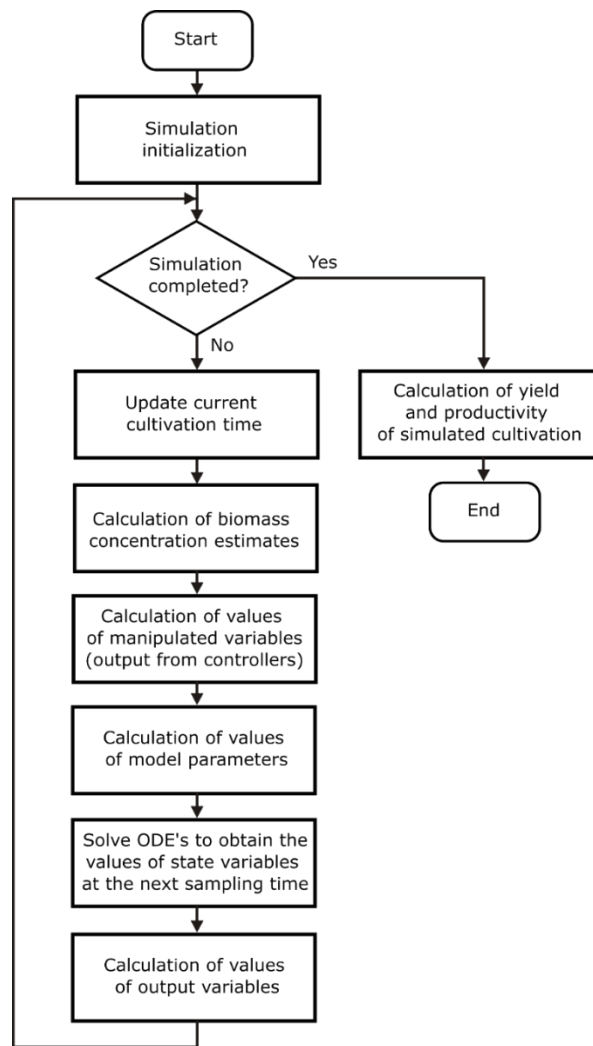 Start
Simulation
initialization
Simulation
completed?
Yes
No
Update current
cultivation time
Calculation of yield
and productivity
of simulated cultivation
End
Calculation of biomass
concentration estimates
Calculation of values
of manipulated variables
(output from controllers)
Calculation of values
of model parameters
Solve ODE's to obtain the
values of state variables
at the next sampling time
Calculation of values
of output variables